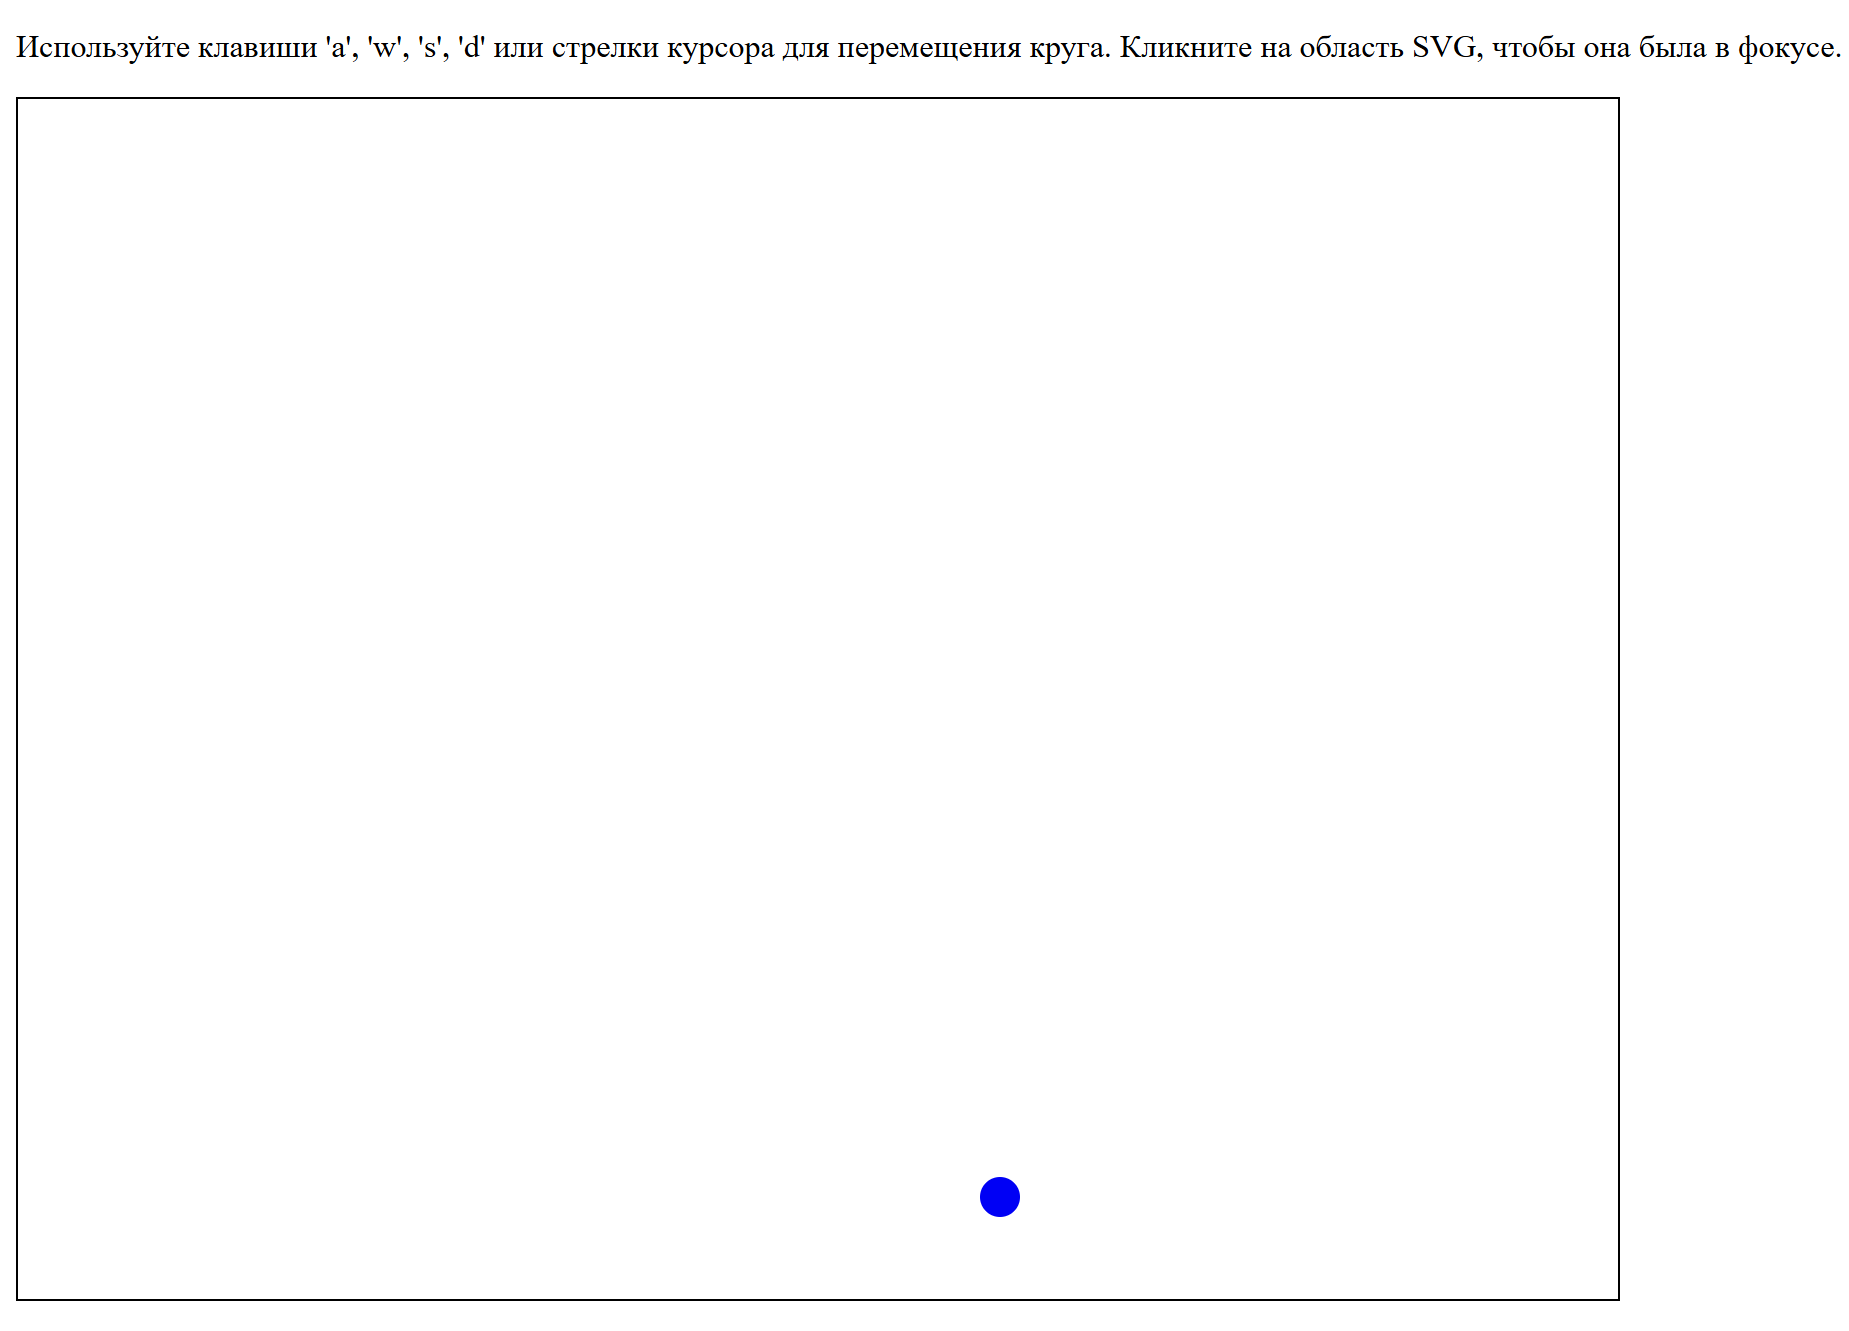 Используйте клавиши 'a', 'w', 's', 'd' или стрелки курсора для перемещения круга. Кликните на область SVG, чтобы она была в фокусе.